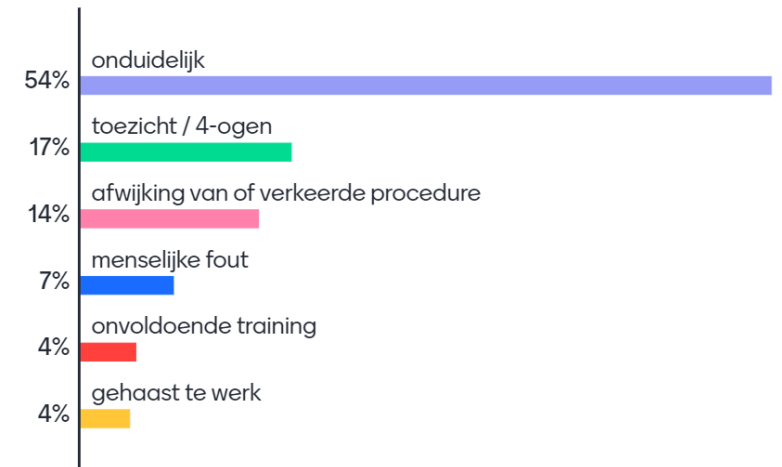 onduidelijk
54%
toezicht / 4-ogen
17%
afwijking van of verkeerde procedure
14%
menselijke fout
7%
onvoldoende training
4%
gehaast te werk
4%